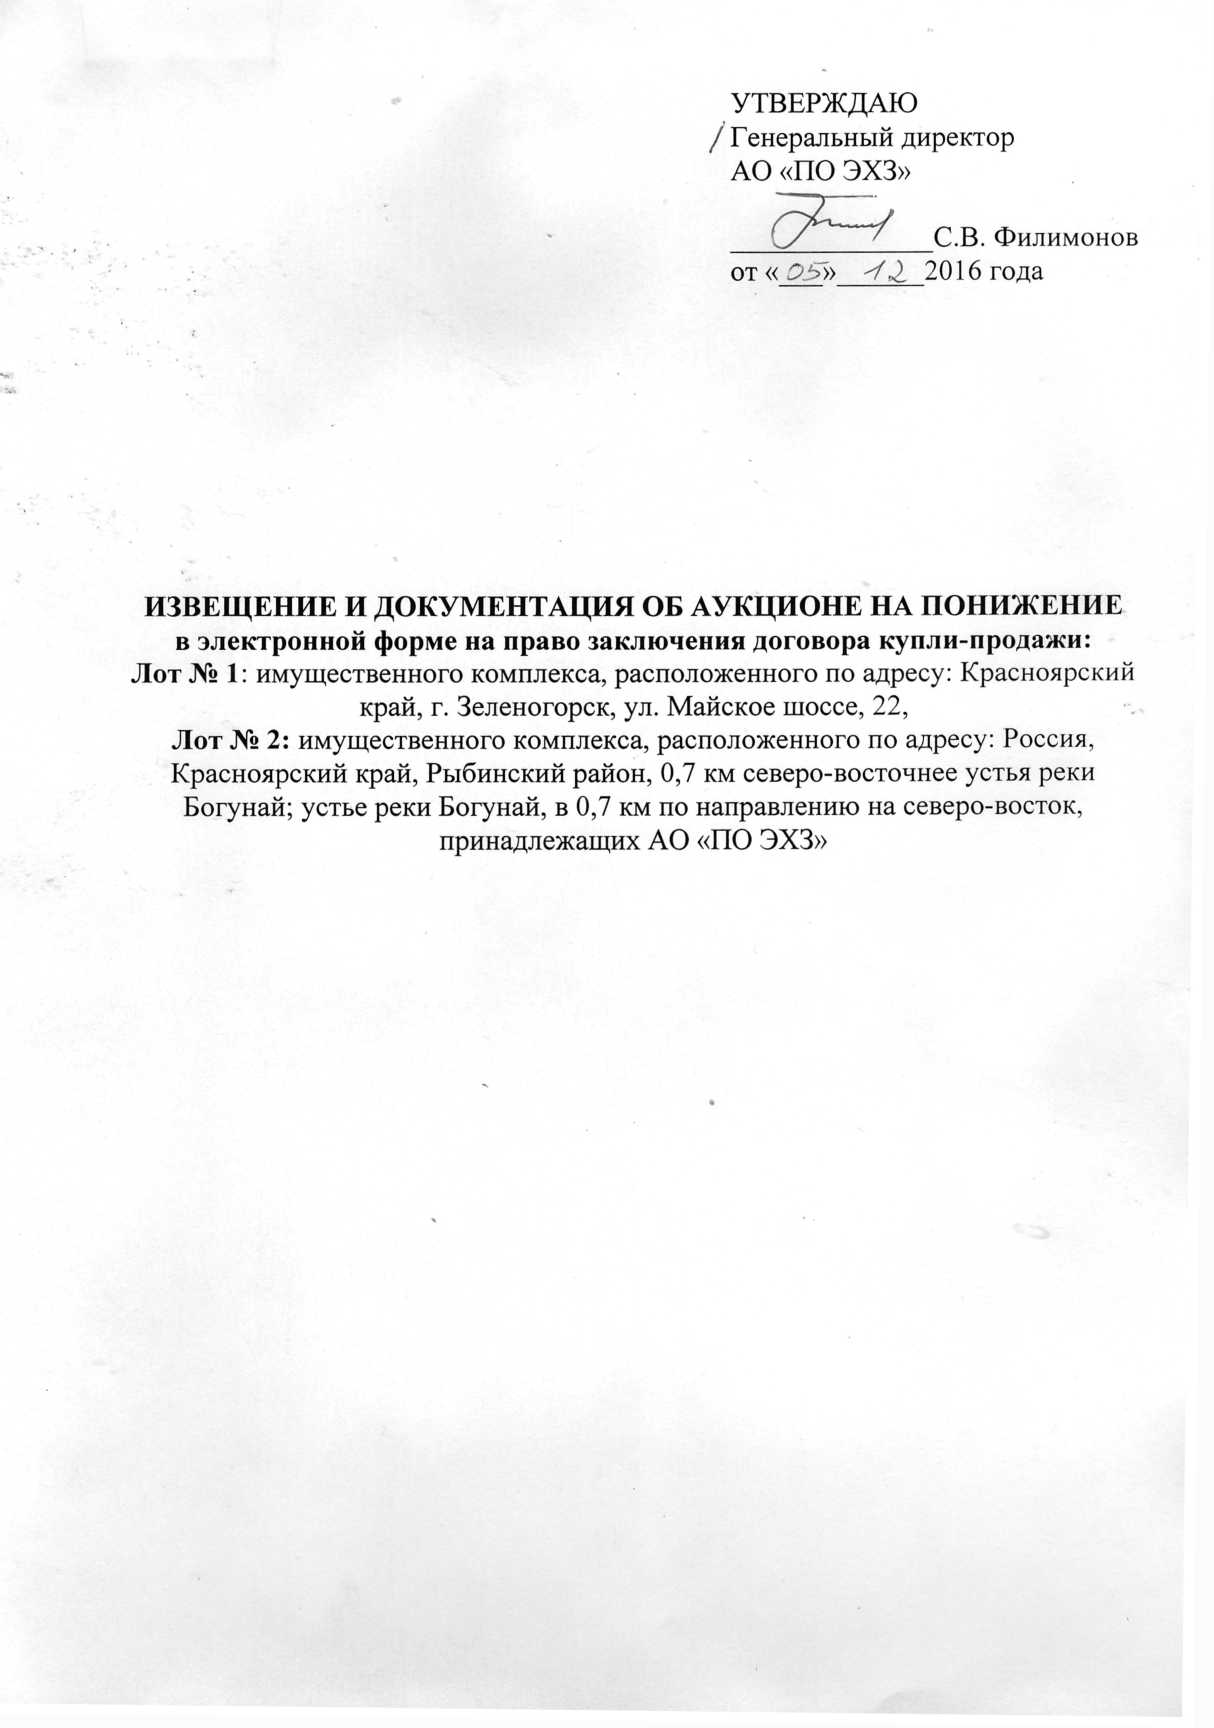 УТВЕРЖДАЮ
/ Генеральный директор
АО «ПО ЭХЗ»
______________С.В. Филимонов
от «05» 12 2016 года
ИЗВЕЩЕНИЕ И ДОКУМЕНТАЦИЯ ОБ АУКЦИОНЕ НА ПОНИЖЕНИЕ
в электронной форме на право заключения договора купли-продажи:
Лот № 1: имущественного комплекса, расположенного по адресу: Красноярский
край, г. Зеленогорск, ул. Майское шоссе, 22,
Лот № 2: имущественного комплекса, расположенного по адресу: Россия,
Красноярский край, Рыбинский район, 0,7 км северо-восточнее устья реки
Богунай; устье реки Богунай, в 0,7 км по направлению на северо-восток,
принадлежащих АО «ПО ЭХЗ»